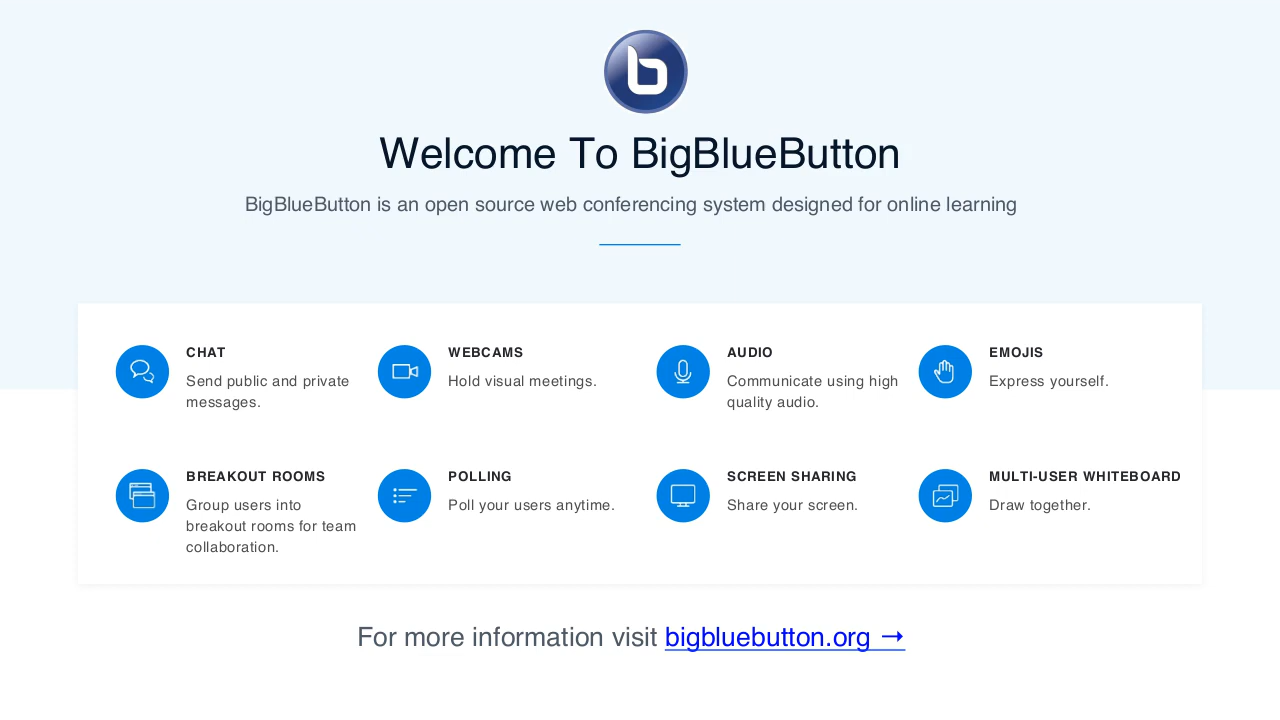 Welcome To BigBlueButton
BigBlueButton is an open source web conferencing system designed for online learning
CHAT
Send public and private
messages.
WEBCAMS
Hold visual meetings.
AUDIO
Communicate using high
quality audio.
EMOJIS
Express yourself.
BREAKOUT ROOMS
Group users into
breakout rooms for team
collaboration.
POLLING
Poll your users anytime.
SCREEN SHARING
Share your screen.
MULTI-USER WHITEBOARD
Draw together.
For more information visit bigbluebutton.org →